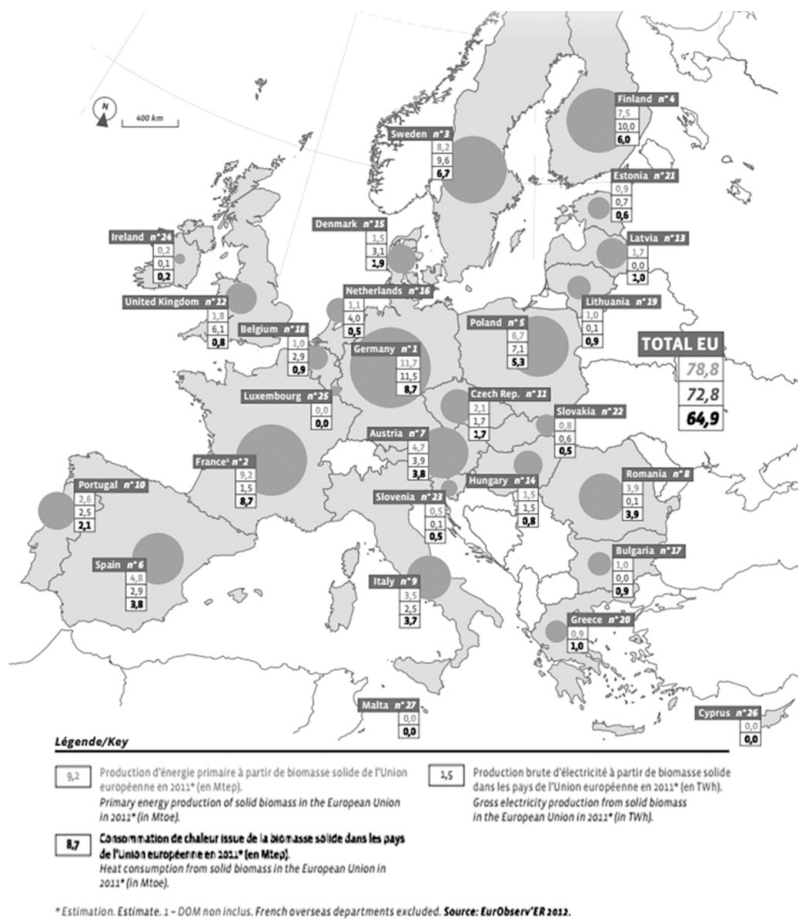 N
400 km
Finland n°4
7,5
10,0
6,0
Sweden n°3
8,2
9,6
6,7
Estonia n°21
0,9
0,7
0,6
Denmark n°15
1,5
3,1
1,9
Ireland n°24
0,2
0,1
0,2
Latvia n°13
1,7
0,0
1,0
Netherlands n°16
1,1
4,0
0,5
United Kingdom n°12
1,8
6,1
0,8
Lithuania n°19
1,0
0,1
0,9
Belgium n°18
1,0
2,9
0,9
Poland n°5
6,7
7,1
5,3
Germany n°1
11,7
11,5
8,7
TOTAL EU
78,8
72,8
64,9
Luxembourg n°25
0,0
0,0
Czech Rep. n°11
2,1
1,7
1,7
Slovakia n°22
0,8
0,6
0,5
Austria n°7
4,7
3,9
3,8
France¹ n°2
9,2
1,5
8,7
Hungary n°14
1,5
1,5
0,8
Romania n°8
3,9
0,1
3,9
Portugal n°10
2,6
2,5
2,1
Slovenia n°23
0,5
0,1
0,5
Bulgaria n°17
1,0
0,0
0,9
Spain n°6
4,8
2,9
3,8
Italy n°9
3,5
2,5
3,7
Greece n°20
0,9
1,0
Malta n°27
0,0
0,0
Cyprus n°26
0,0
0,0
Légende/Key
9,2
Production d'énergie primaire à partir de biomasse solide de l'Union
européenne en 2011* (en Mtep).
Primary energy production of solid biomass in the European Union
in 2011* (in Mtoe).
8,7
Consommation de chaleur issue de la biomasse solide dans les pays
de l'Union européenne en 2011* (en Mtep).
Heat consumption from solid biomass in the European Union in
2011* (in Mtoe).
1,5
Production brute d'électricité à partir de biomasse solide
dans les pays de l'Union européenne en 2011* (en TWh).
Gross electricity production from solid biomass
in the European Union in 2011* (in TWh).
* Estimation. Estimate. 1 – DOM non inclus. French overseas departments excluded. Source: EurObserv'ER 2012.